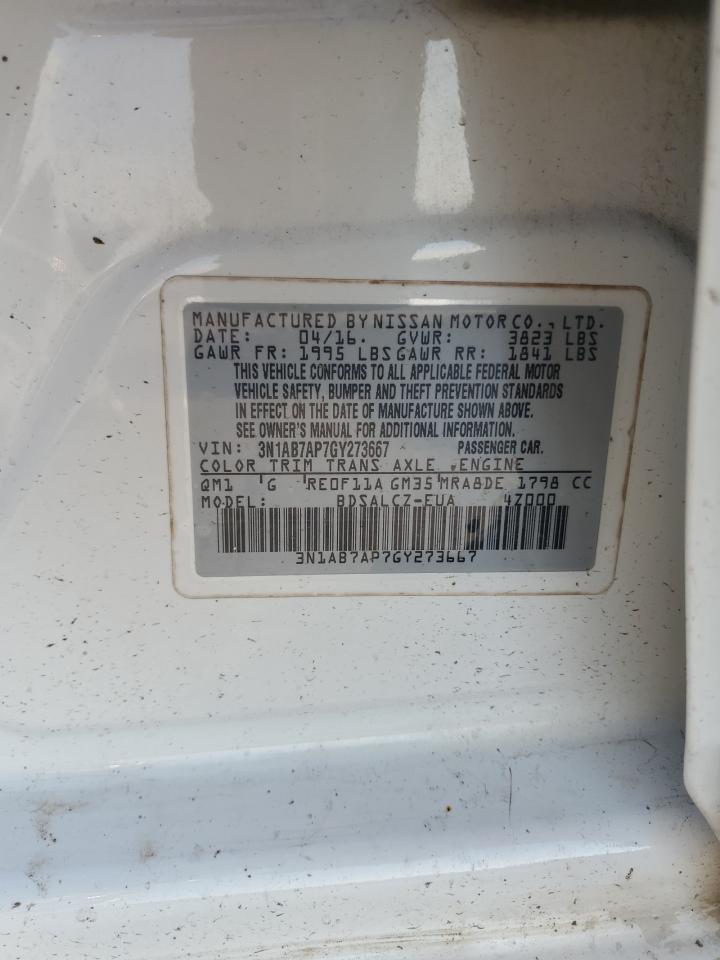 MANUFACTURED BY NISSAN MOTOR CO., LTD.
DATE: 04/16. GVWR: 3823 LBS
GAWR FR: 1995 LBS GAWR RR: 1841 LBS
THIS VEHICLE CONFORMS TO ALL APPLICABLE FEDERAL MOTOR
VEHICLE SAFETY, BUMPER AND THEFT PREVENTION STANDARDS
IN EFFECT ON THE DATE OF MANUFACTURE SHOWN ABOVE.
SEE OWNER'S MANUAL FOR ADDITIONAL INFORMATION.
VIN: 3N1AB7AP7GY273667 PASSENGER CAR.
COLOR TRIM TRANS AXLE ENGINE
QM1 G RE0F11A GM35 MRA8DE 1798 CC
MODEL: BDSALCZ-EUA 4Z000
3N1AB7AP7GY273667